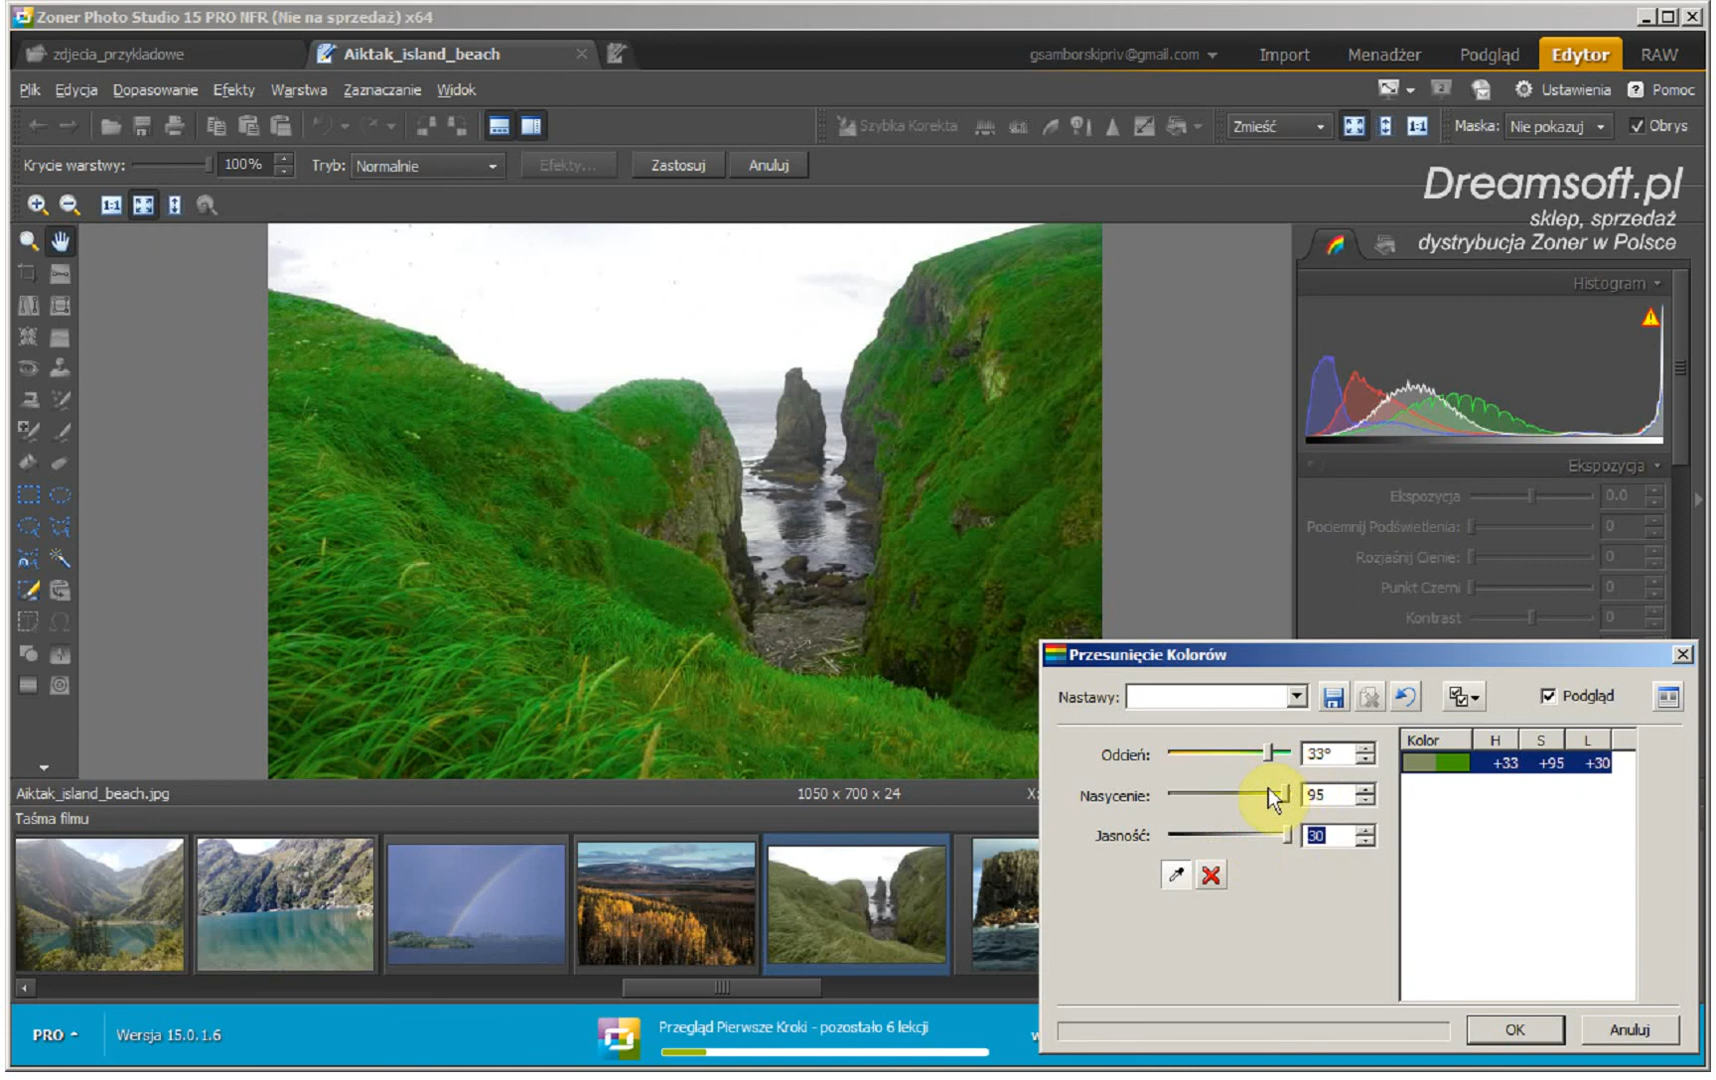 Zoner Photo Studio 15 PRO NFR (Nie na sprzedaż) x64
zdjecia_przykladowe
Aiktak_island_beach
gsamborskipriv@gmail.com
Import
Menadżer
Podgląd
Edytor
RAW
Plik Edycja Dopasowanie Efekty Warstwa Zaznaczanie Widok
Ustawienia
Pomoc
Szybka Korekta
Zmieść
1:1
Maska: Nie pokazuj
Obrys
Krycie warstwy: 100%
Tryb: Normalnie
Efekty...
Zastosuj
Anuluj
Dreamsoft.pl
sklep, sprzedaż
dystrybucja Zoner w Polsce
1:1
Histogram
Ekspozycja
Ekspozycja 0.0
Pociemnij Podświetlenia: 0
Rozjaśnij Cienie: 0
Punkt Czerni 0
Kontrast 0
Przesunięcie Kolorów
Nastawy:
Podgląd
Odcień: 33°
Nasycenie: 95
Jasność: 30
Kolor H S L
+33 +95 +30
OK
Anuluj
Aiktak_island_beach.jpg
1050 x 700 x 24
X:
Taśma filmu
PRO
Wersja 15.0.1.6
Przegląd Pierwsze Kroki - pozostało 6 lekcji